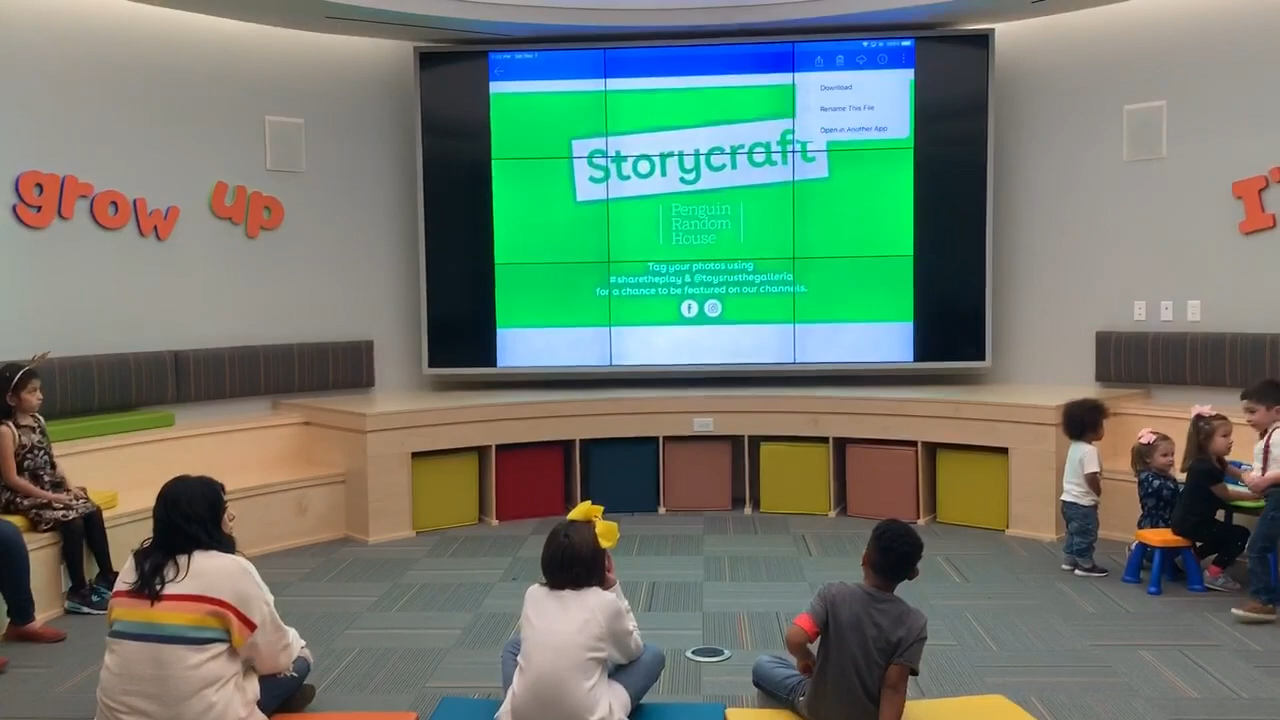 grow up
I'
Download
Rename This File
Open in Another App
Storycraft
Penguin
Random
House
Tag your photos using
#sharetheplay & @toysrusthegalleria
for a chance to be featured on our channels.